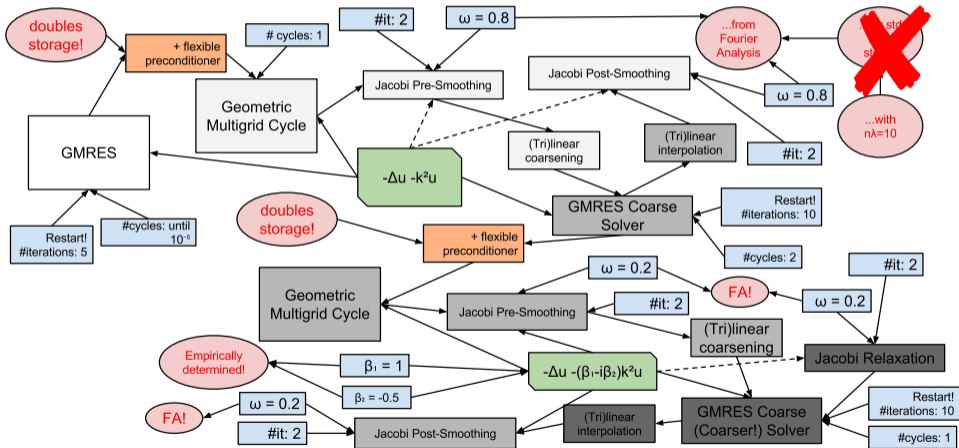 doubles
storage!
+ flexible
preconditioner
# cycles: 1
#it: 2
ω = 0.8
...from
Fourier
Analysis
Geometric
Multigrid Cycle
Jacobi Pre-Smoothing
Jacobi Post-Smoothing
ω = 0.8
...with
nλ=10
GMRES
(Tri)linear
coarsening
(Tri)linear
interpolation
#it: 2
-Δu -k²u
doubles
storage!
GMRES Coarse
Solver
Restart!
#iterations: 10
Restart!
#iterations: 5
#cycles: until
10⁻⁵
+ flexible
preconditioner
#cycles: 2
ω = 0.2
#it: 2
Geometric
Multigrid Cycle
Jacobi Pre-Smoothing
#it: 2
FA!
ω = 0.2
(Tri)linear
coarsening
Empirically
determined!
β₁ = 1
-Δu -(β₁-iβ₂)k²u
Jacobi Relaxation
β₂ = -0.5
FA!
ω = 0.2
#it: 2
Jacobi Post-Smoothing
(Tri)linear
interpolation
GMRES Coarse
(Coarser!) Solver
Restart!
#iterations: 10
#cycles: 1